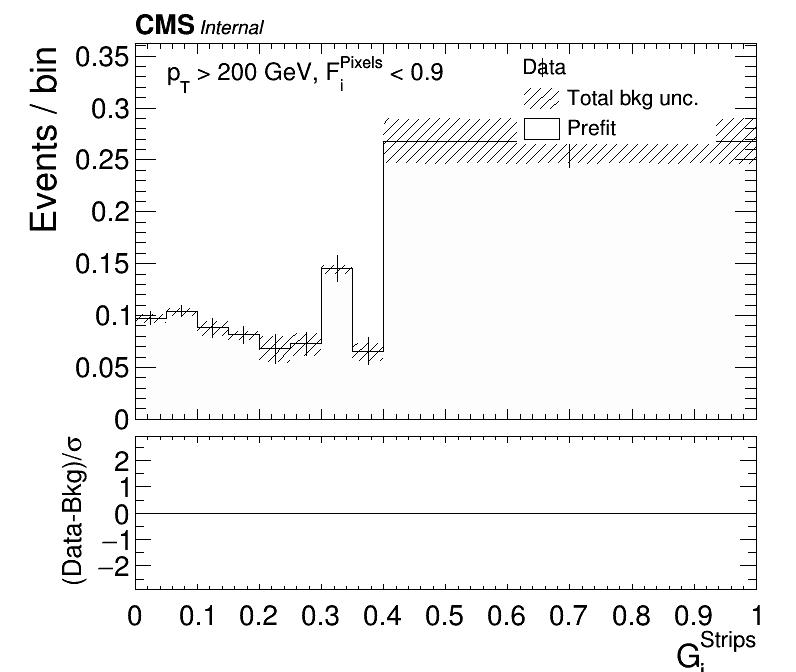 CMS Internal
Events / bin
0.35
0.3
0.25
0.2
0.15
0.1
0.05
0
p_T > 200 GeV, F_i^Pixels < 0.9
Data
Total bkg unc.
Prefit
(Data-Bkg)/σ
2
1
0
−1
−2
0 0.1 0.2 0.3 0.4 0.5 0.6 0.7 0.8 0.9 1
G_i^Strips